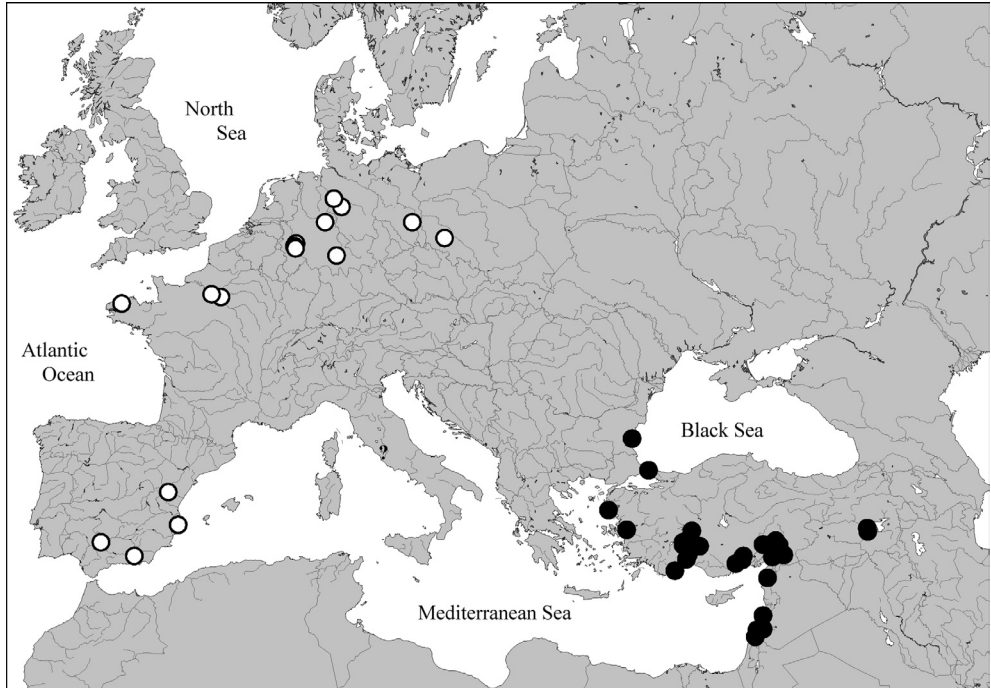 North
Sea
Atlantic
Ocean
Black Sea
Mediterranean Sea
?